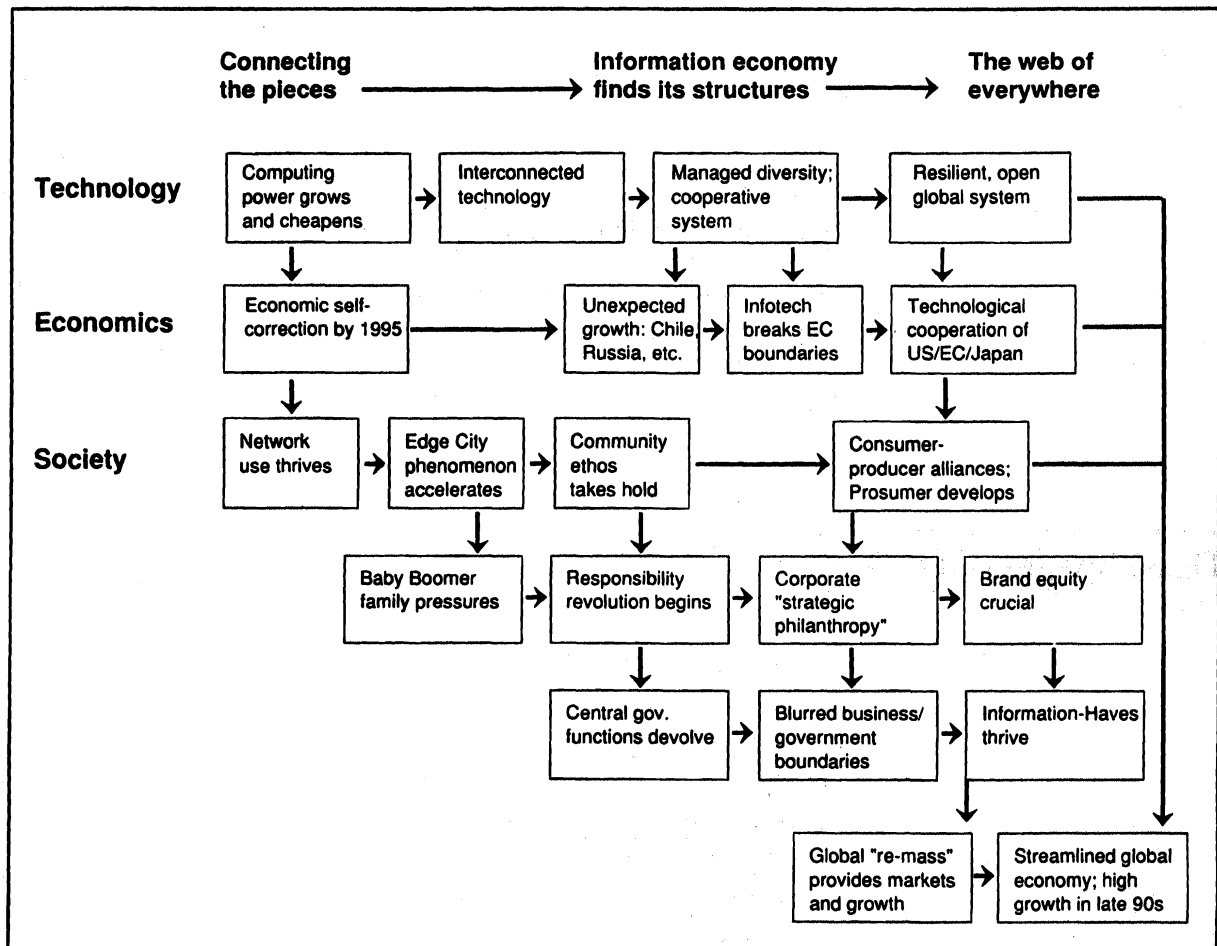 Connecting
the pieces
Information economy
finds its structures
The web of
everywhere
Technology
Computing
power grows
and cheapens
Interconnected
technology
Managed diversity;
cooperative
system
Resilient, open
global system
Economics
Economic self-
correction by 1995
Unexpected
growth: Chile,
Russia, etc.
Infotech
breaks EC
boundaries
Technological
cooperation of
US/EC/Japan
Society
Network
use thrives
Edge City
phenomenon
accelerates
Community
ethos
takes hold
Consumer-
producer alliances;
Prosumer develops
Baby Boomer
family pressures
Responsibility
revolution begins
Corporate
"strategic
philanthropy"
Brand equity
crucial
Central gov.
functions devolve
Blurred business/
government
boundaries
Information-Haves
thrive
Global "re-mass"
provides markets
and growth
Streamlined global
economy; high
growth in late 90s